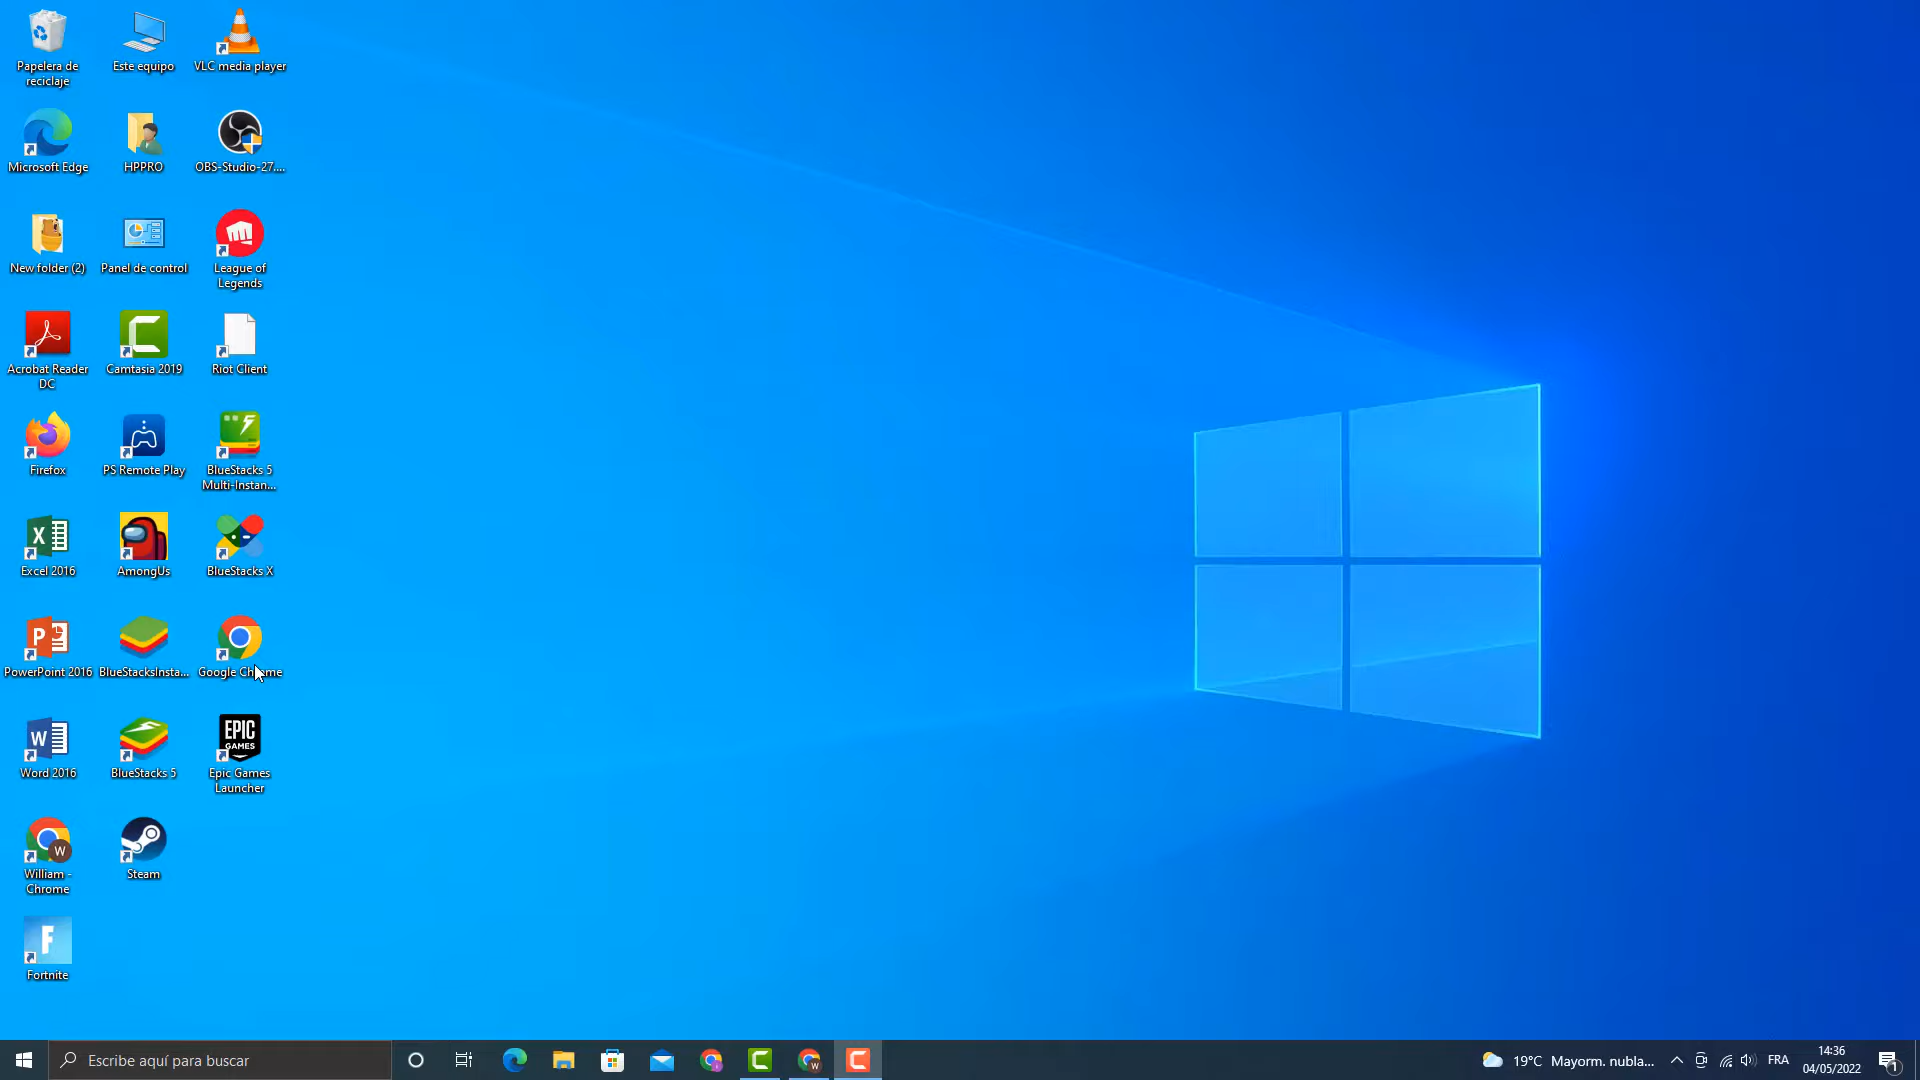 Papelera de
reciclaje
Este equipo
VLC media player
Microsoft Edge
HPPRO
OBS-Studio-27....
New folder (2)
Panel de control
League of
Legends
Acrobat Reader
DC
Camtasia 2019
Riot Client
Firefox
PS Remote Play
BlueStacks 5
Multi-Instan...
Excel 2016
AmongUs
BlueStacks X
PowerPoint 2016
BlueStacksInsta...
Google Chrome
Word 2016
BlueStacks 5
EPIC
GAMES
Epic Games
Launcher
William -
Chrome
Steam
Fortnite
Escribe aquí para buscar
19°C Mayorm. nubla...
FRA
14:36
04/05/2022
1